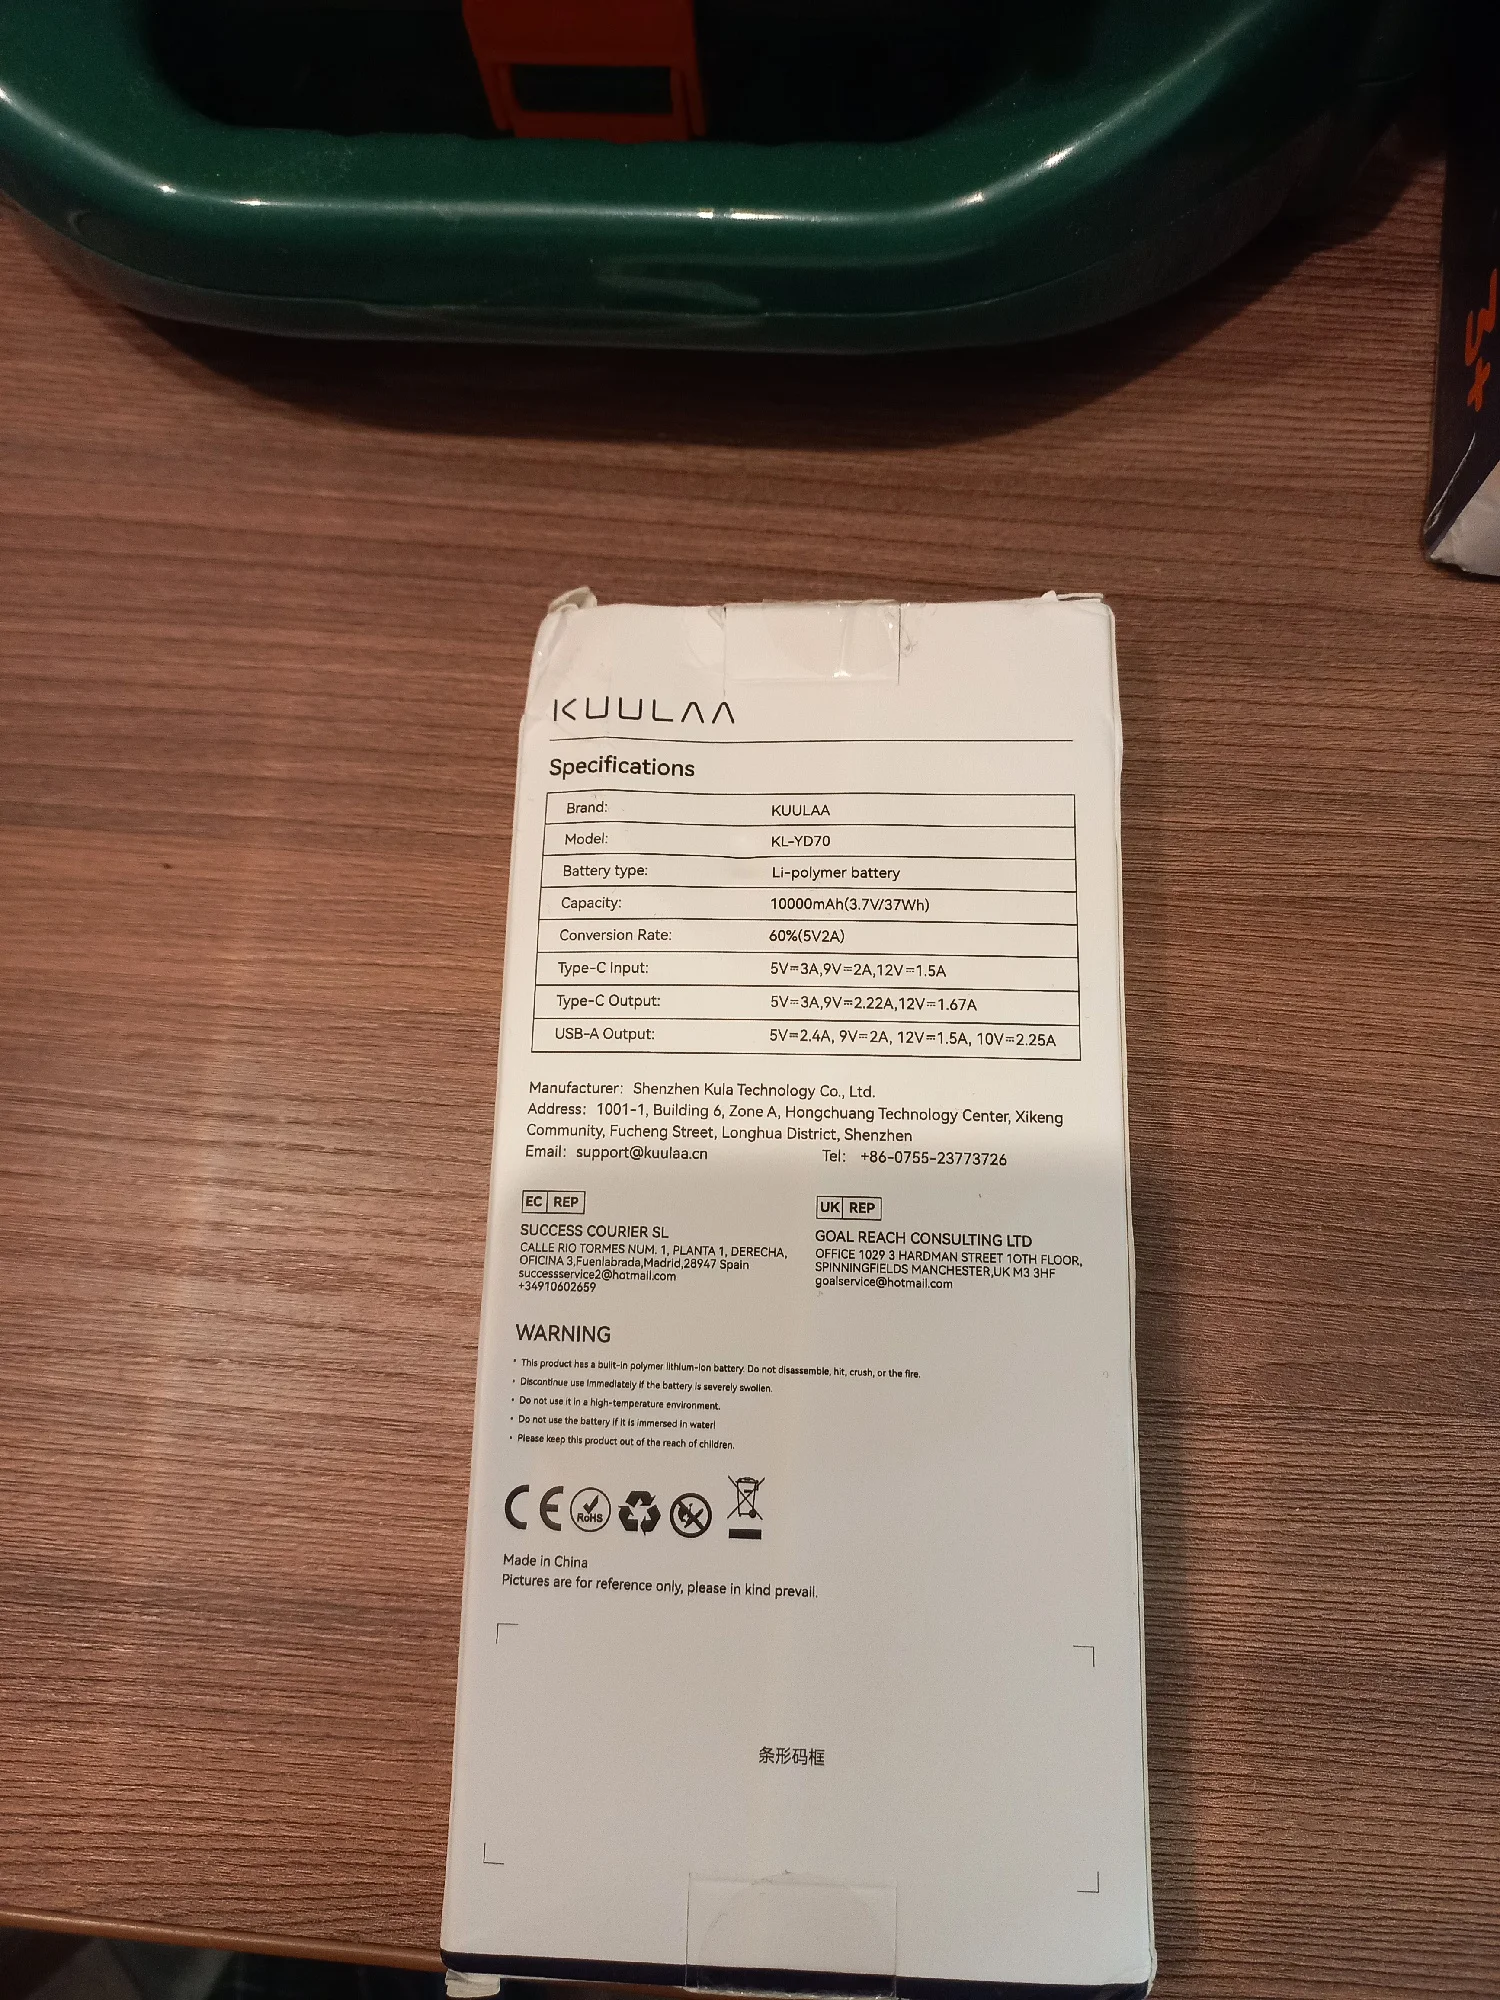 KUULAA
Specifications
Brand: KUULAA
Model: KL-YD70
Battery type: Li-polymer battery
Capacity: 10000mAh(3.7V/37Wh)
Conversion Rate: 60%(5V2A)
Type-C Input: 5V=3A,9V=2A,12V=1.5A
Type-C Output: 5V=3A,9V=2.22A,12V=1.67A
USB-A Output: 5V=2.4A, 9V=2A, 12V=1.5A, 10V=2.25A
Manufacturer: Shenzhen Kula Technology Co., Ltd.
Address: 1001-1, Building 6, Zone A, Hongchuang Technology Center, Xikeng
Community, Fucheng Street, Longhua District, Shenzhen
Email: support@kuulaa.cn Tel: +86-0755-23773726
EC REP
SUCCESS COURIER SL
CALLE RIO TORMES NUM. 1, PLANTA 1, DERECHA,
OFICINA 3,Fuenlabrada,Madrid,28947 Spain
successservice2@hotmail.com
+34910602659
UK REP
GOAL REACH CONSULTING LTD
OFFICE 1029 3 HARDMAN STREET 10TH FLOOR,
SPINNINGFIELDS MANCHESTER,UK M3 3HF
goalservice@hotmail.com
WARNING
• This product has a built-in polymer lithium-ion battery. Do not disassemble, hit, crush, or the fire.
• Discontinue use immediately if the battery is severely swollen.
• Do not use it in a high-temperature environment.
• Do not use the battery if it is immersed in water!
• Please keep this product out of the reach of children.
CE RoHS
Made in China
Pictures are for reference only, please in kind prevail.
条形码框